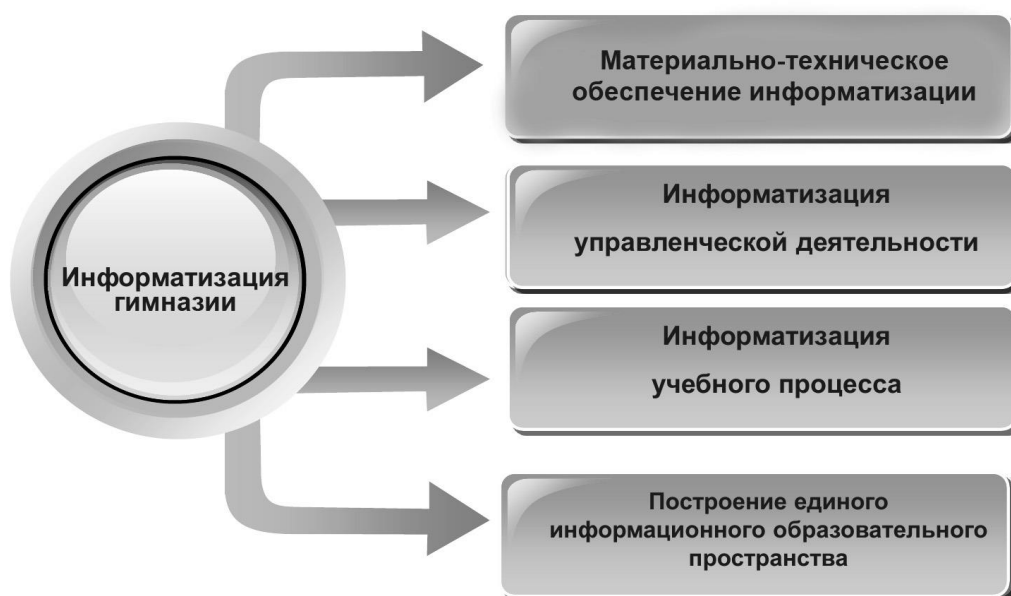 Информатизация
гимназии
Материально-техническое
обеспечение информатизации
Информатизация
управленческой деятельности
Информатизация
учебного процесса
Построение единого
информационного образовательного
пространства